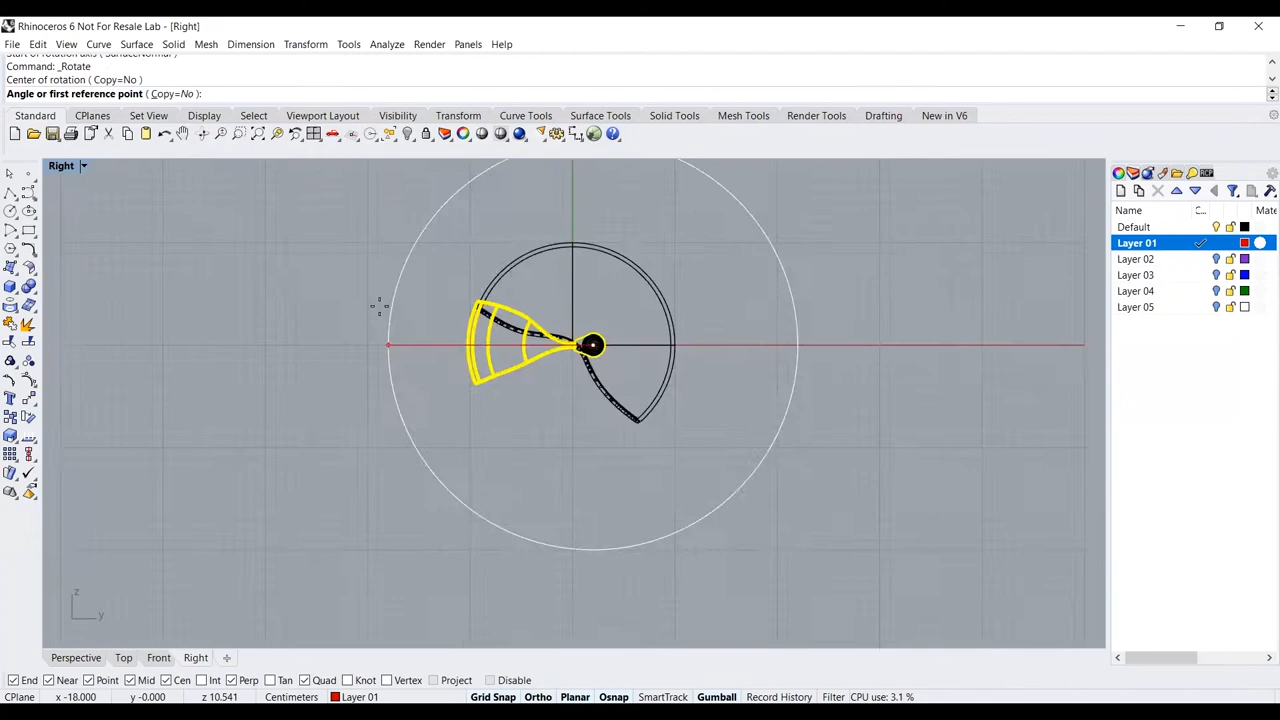 Rhinoceros 6 Not For Resale Lab - [Right]
File Edit View Curve Surface Solid Mesh Dimension Transform Tools Analyze Render Panels Help
Command: _Rotate
Center of rotation ( Copy=No )
Angle or first reference point ( Copy=No ):
Standard CPlanes Set View Display Select Viewport Layout Visibility Transform Curve Tools Surface Tools Solid Tools Mesh Tools Render Tools Drafting New in V6
Right
Name C... Mate
Default
Layer 01
Layer 02
Layer 03
Layer 04
Layer 05
z
y
Perspective Top Front Right
End Near Point Mid Cen Int Perp Tan Quad Knot Vertex Project Disable
CPlane x -18.000 y -0.000 z 10.541 Centimeters Layer 01 Grid Snap Ortho Planar Osnap SmartTrack Gumball Record History Filter CPU use: 3.1 %